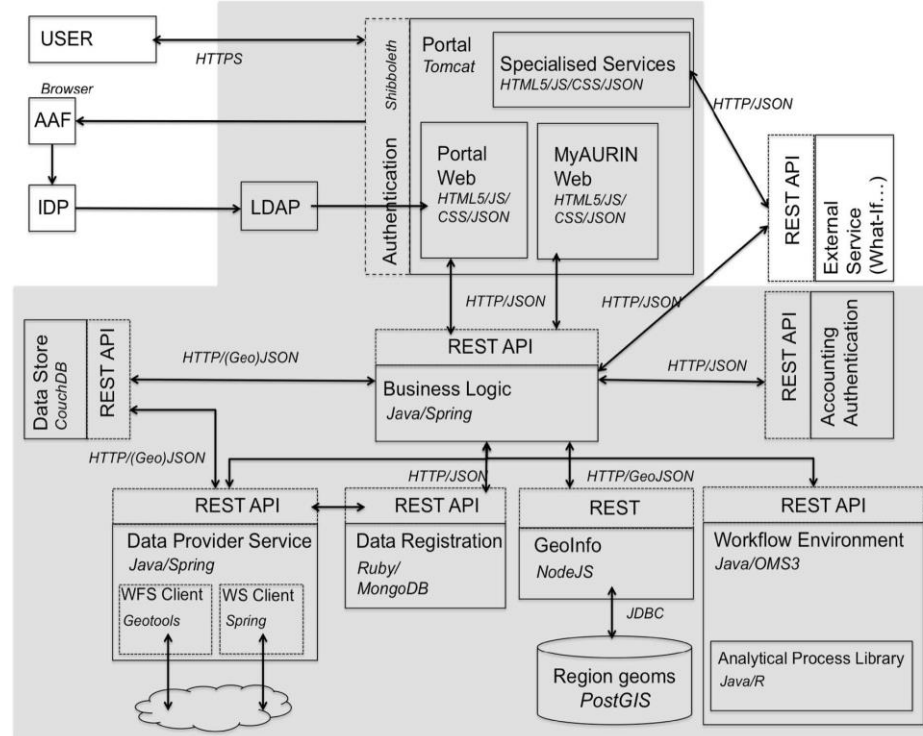 USER
HTTPS
Browser
AAF
IDP
LDAP
Shibboleth
Authentication
Portal
Tomcat
Specialised Services
HTML5/JS/CSS/JSON
Portal
Web
HTML5/JS/
CSS/JSON
MyAURIN
Web
HTML5/JS/
CSS/JSON
HTTP/JSON
REST API
External
Service
(What-If...)
HTTP/JSON
HTTP/JSON
Data Store
CouchDB
REST API
HTTP/(Geo)JSON
REST API
Business Logic
Java/Spring
HTTP/JSON
REST API
Accounting
Authentication
HTTP/(Geo)JSON
HTTP/JSON
HTTP/GeoJSON
REST API
Data Provider Service
Java/Spring
WFS Client
Geotools
WS Client
Spring
REST API
Data Registration
Ruby/
MongoDB
REST
GeoInfo
NodeJS
JDBC
Region geoms
PostGIS
REST API
Workflow Environment
Java/OMS3
Analytical Process Library
Java/R